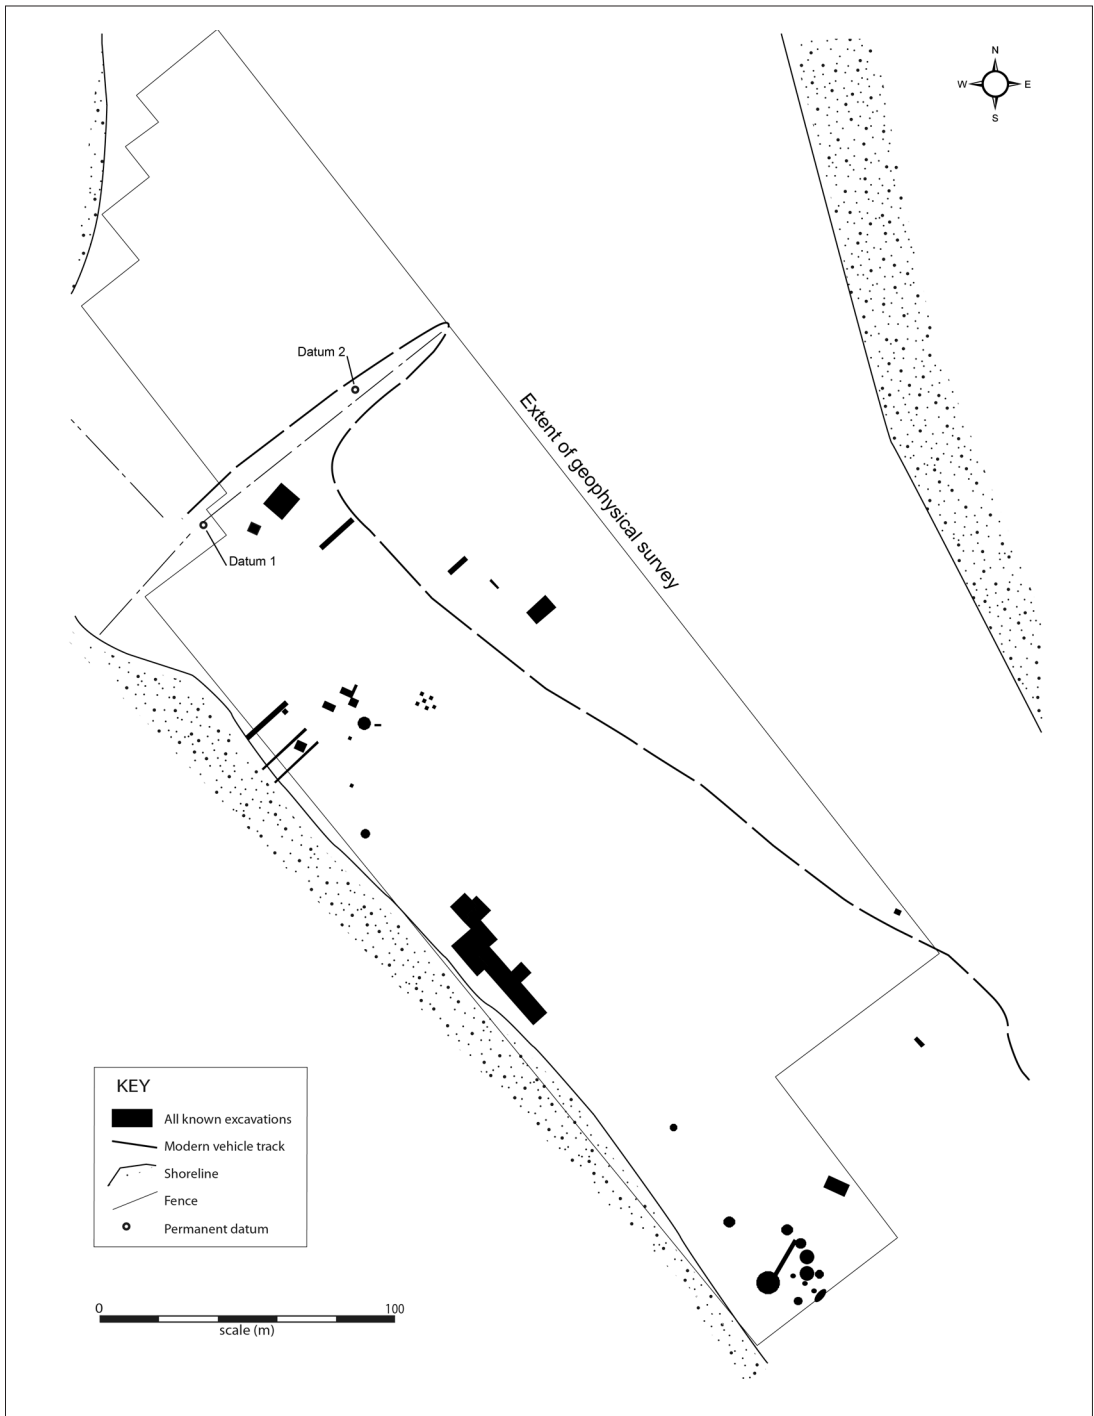 N
W E
S
Datum 2
Extent of geophysical survey
Datum 1
KEY
All known excavations
Modern vehicle track
Shoreline
Fence
Permanent datum
0 100
scale (m)